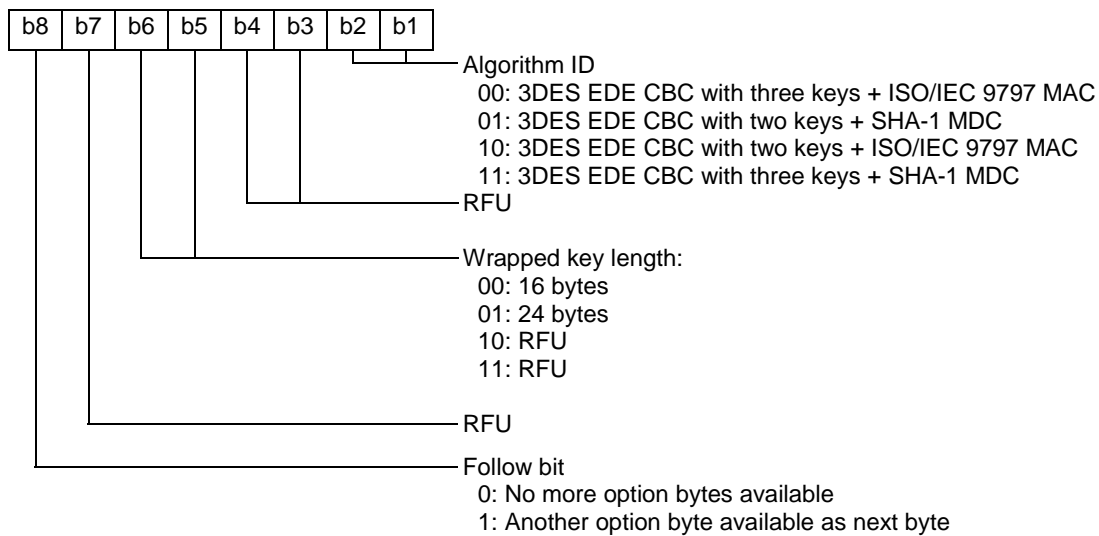 b8 b7 b6 b5 b4 b3 b2 b1
Algorithm ID
00: 3DES EDE CBC with three keys + ISO/IEC 9797 MAC
01: 3DES EDE CBC with two keys + SHA-1 MDC
10: 3DES EDE CBC with two keys + ISO/IEC 9797 MAC
11: 3DES EDE CBC with three keys + SHA-1 MDC
RFU
Wrapped key length:
00: 16 bytes
01: 24 bytes
10: RFU
11: RFU
RFU
Follow bit
0: No more option bytes available
1: Another option byte available as next byte